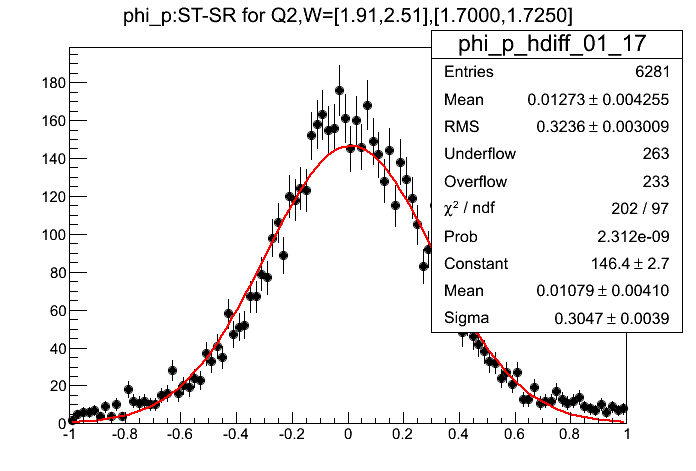 phi_p:ST-SR for Q2,W=[1.91,2.51],[1.7000,1.7250]
phi_p_hdiff_01_17
Entries 6281
Mean 0.01273 ± 0.004255
RMS 0.3236 ± 0.003009
Underflow 263
Overflow 233
χ² / ndf 202 / 97
Prob 2.312e-09
Constant 146.4 ± 2.7
Mean 0.01079 ± 0.00410
Sigma 0.3047 ± 0.0039
180
160
140
120
100
80
60
40
20
0
-1 -0.8 -0.6 -0.4 -0.2 0 0.2 0.4 0.6 0.8 1